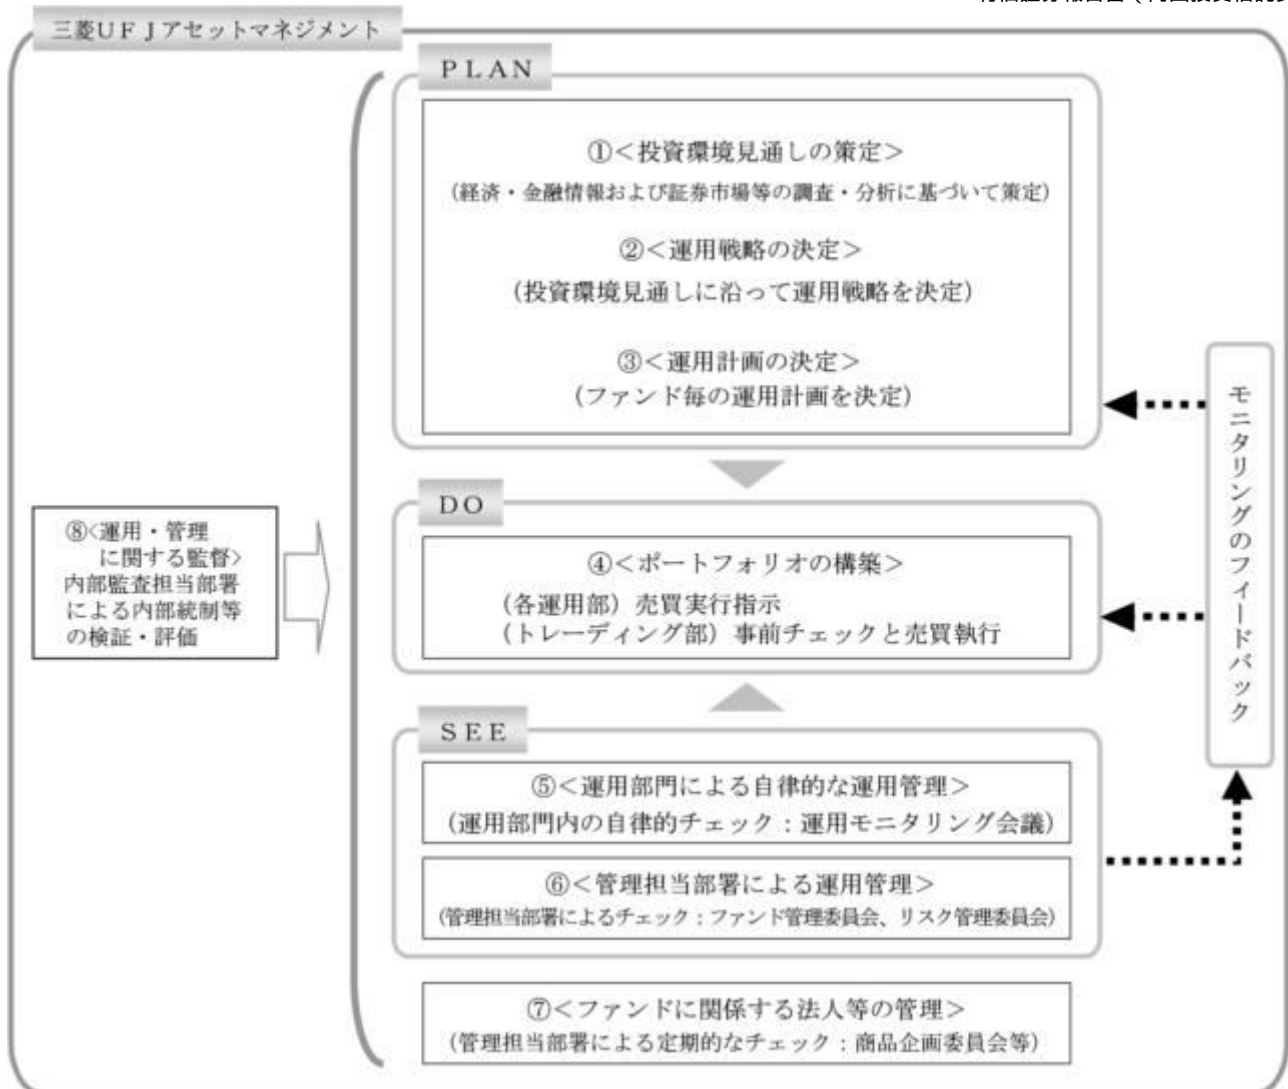 三菱ＵＦＪアセットマネジメント
ＰＬＡＮ
①＜投資環境見通しの策定＞
（経済・金融情報および証券市場等の調査・分析に基づいて策定）
②＜運用戦略の決定＞
（投資環境見通しに沿って運用戦略を決定）
③＜運用計画の決定＞
（ファンド毎の運用計画を決定）
ＤＯ
④＜ポートフォリオの構築＞
（各運用部）売買実行指示
（トレーディング部）事前チェックと売買執行
ＳＥＥ
⑤＜運用部門による自律的な運用管理＞
（運用部門内の自律的チェック：運用モニタリング会議）
⑥＜管理担当部署による運用管理＞
（管理担当部署によるチェック：ファンド管理委員会、リスク管理委員会）
⑦＜ファンドに関係する法人等の管理＞
（管理担当部署による定期的なチェック：商品企画委員会等）
⑧〈運用・管理
に関する監督〉
内部監査担当部署
による内部統制等
の検証・評価
モニタリングのフィードバック